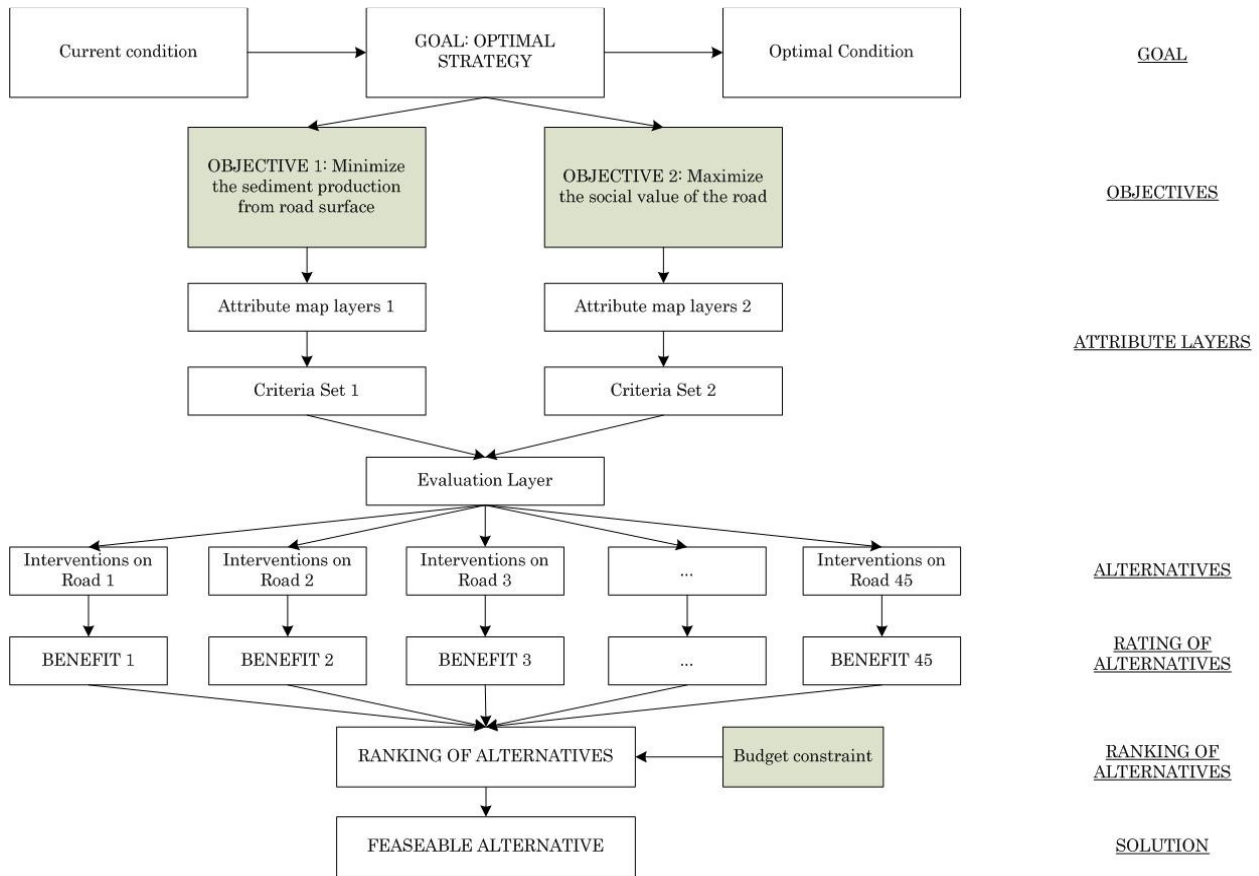 Current condition
GOAL: OPTIMAL
STRATEGY
Optimal Condition
GOAL
OBJECTIVE 1: Minimize
the sediment production
from road surface
OBJECTIVE 2: Maximize
the social value of the road
OBJECTIVES
Attribute map layers 1
Attribute map layers 2
ATTRIBUTE LAYERS
Criteria Set 1
Criteria Set 2
Evaluation Layer
Interventions on
Road 1
Interventions on
Road 2
Interventions on
Road 3
...
Interventions on
Road 45
ALTERNATIVES
BENEFIT 1
BENEFIT 2
BENEFIT 3
...
BENEFIT 45
RATING OF
ALTERNATIVES
RANKING OF ALTERNATIVES
Budget constraint
RANKING OF
ALTERNATIVES
FEASEABLE ALTERNATIVE
SOLUTION